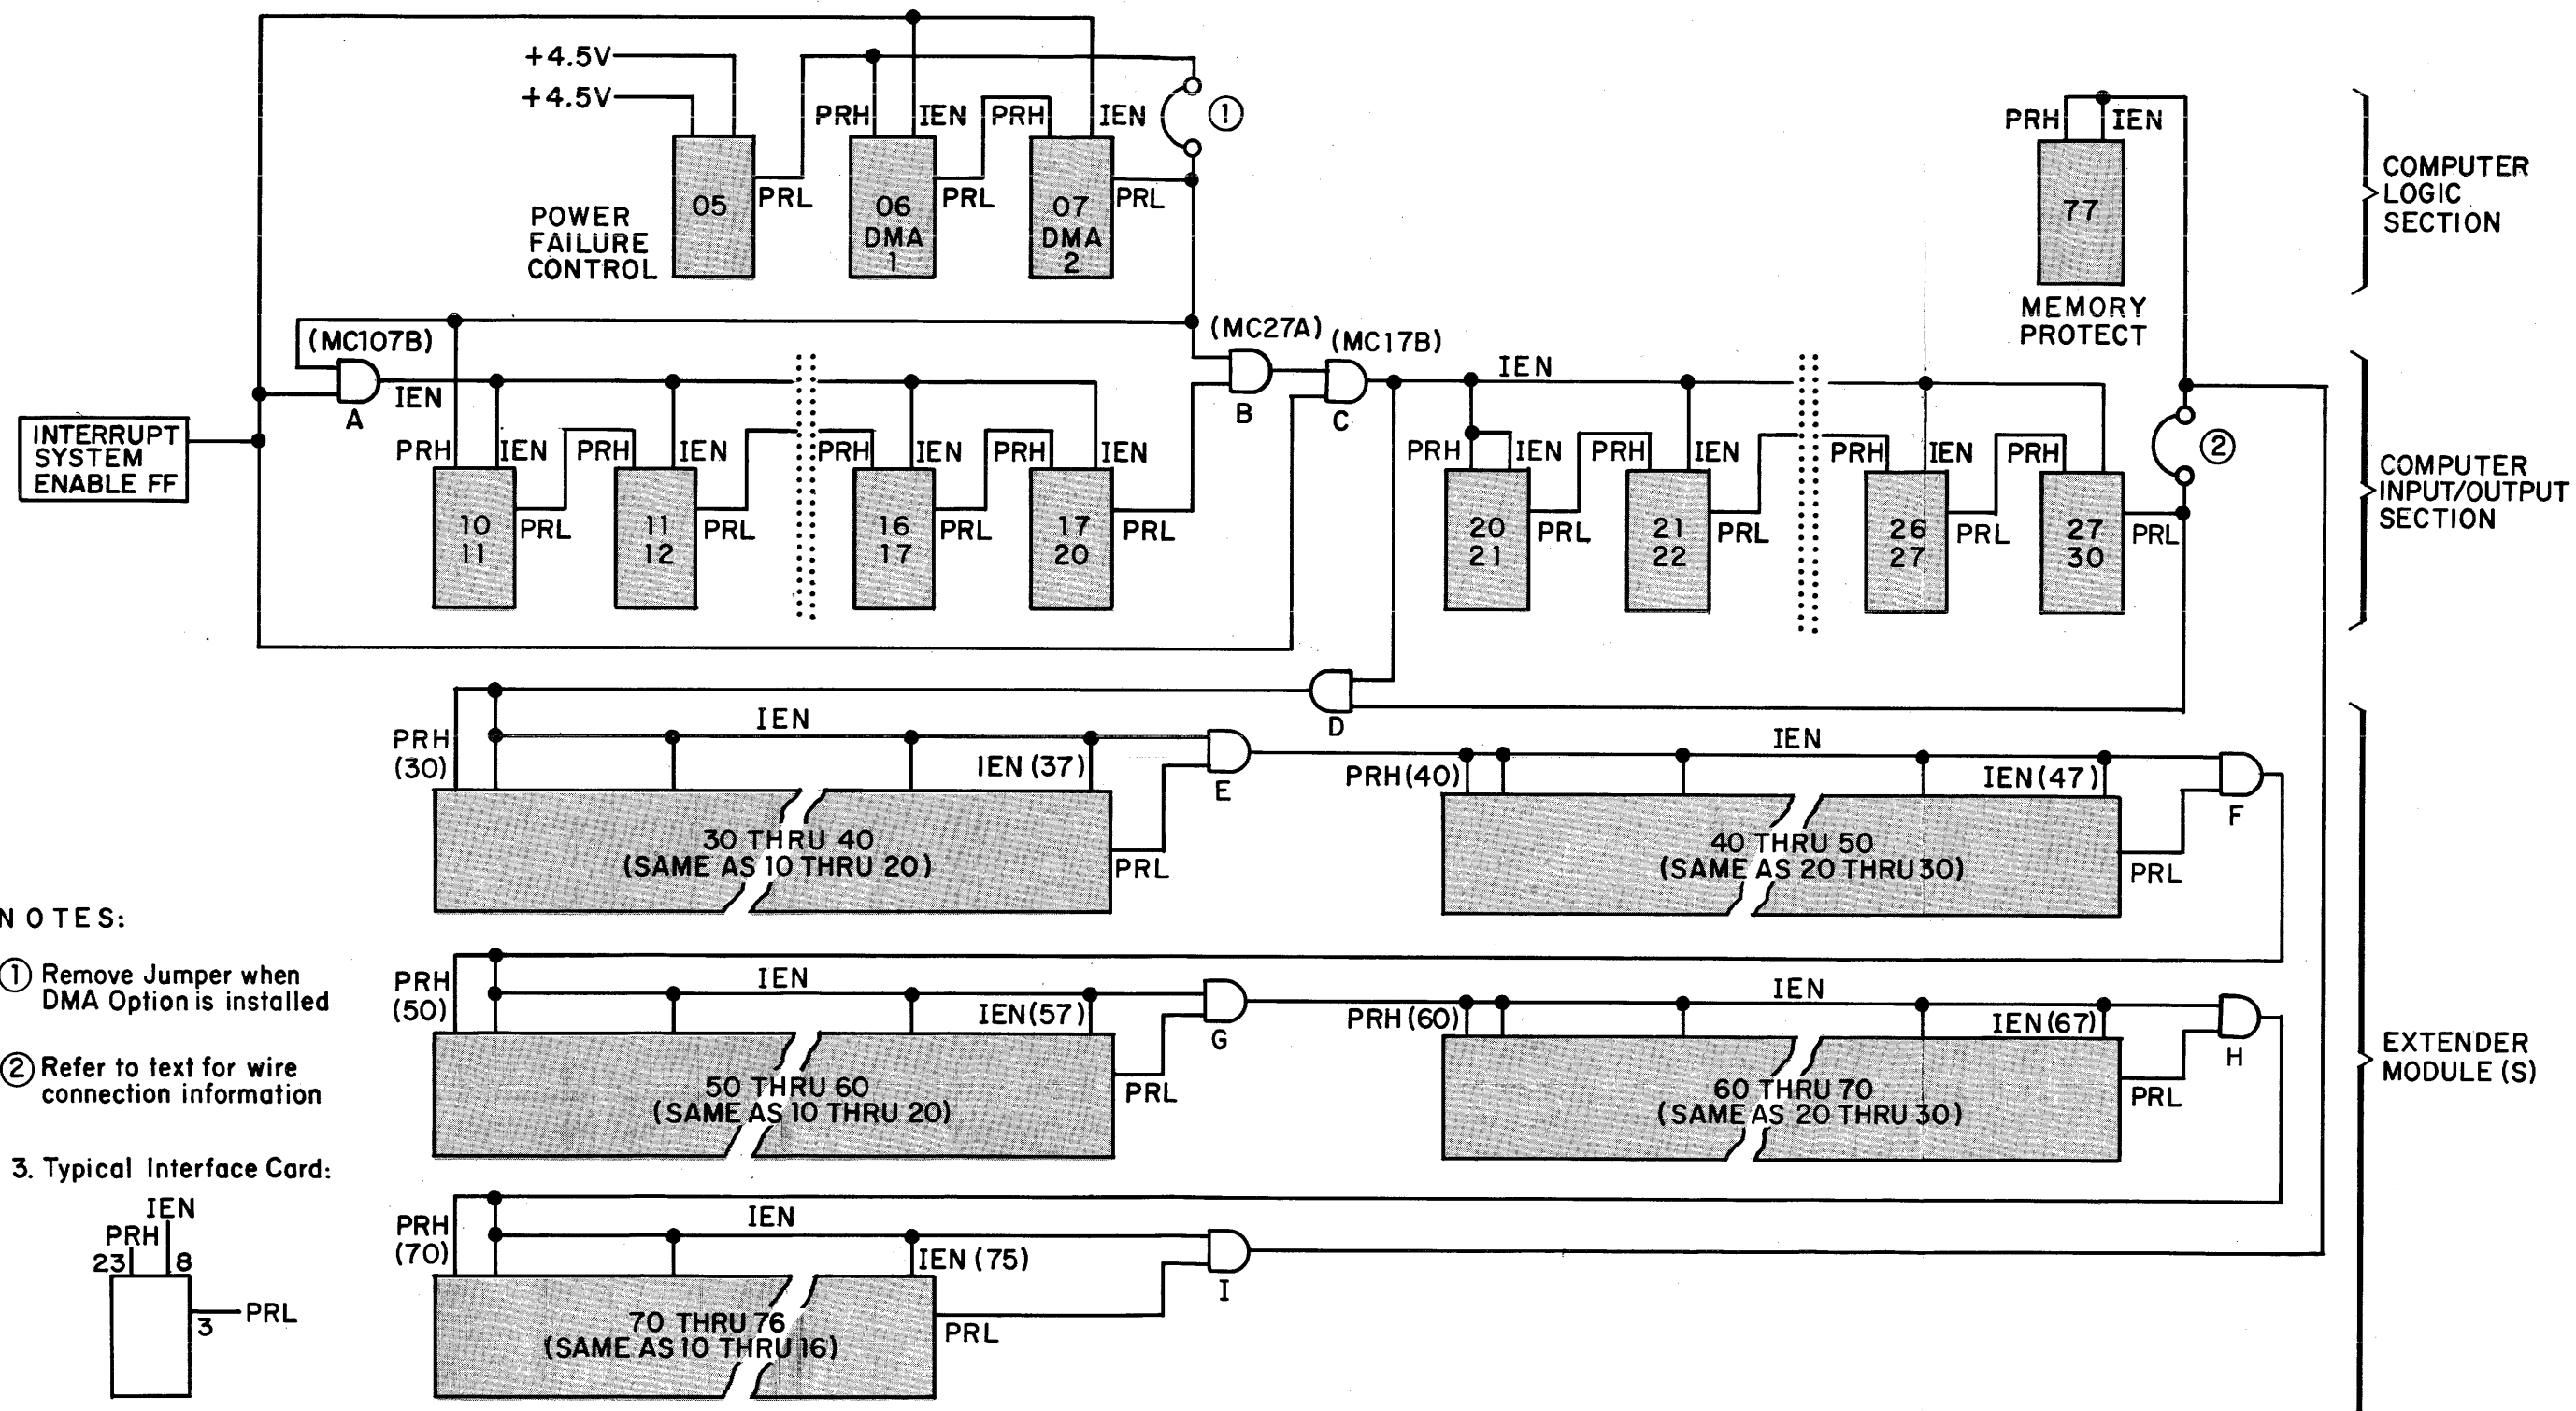 +4.5V
+4.5V
PRH IEN PRH IEN ①
PRH IEN
COMPUTER
LOGIC
SECTION
POWER
FAILURE
CONTROL
05 PRL
06
DMA
1
PRL
07
DMA
2
PRL
77
MEMORY
PROTECT
(MC107B)
(MC27A)
(MC17B)
A
IEN
B
C
IEN
INTERRUPT
SYSTEM
ENABLE FF
PRH IEN PRH IEN PRH IEN PRH IEN
PRH IEN PRH IEN PRH IEN PRH ②
10
11
PRL
11
12
PRL
16
17
PRL
17
20
PRL
20
21
PRL
21
22
PRL
26
27
PRL
27
30
PRL
COMPUTER
INPUT/OUTPUT
SECTION
D
PRH
(30)
IEN
IEN (37)
E
30 THRU 40
(SAME AS 10 THRU 20)
PRL
PRH(40)
IEN
IEN(47)
F
40 THRU 50
(SAME AS 20 THRU 30)
PRL
NOTES:
① Remove Jumper when
DMA Option is installed
② Refer to text for wire
connection information
3. Typical Interface Card:
IEN
PRH
23 8
3 PRL
PRH
(50)
IEN
IEN(57)
G
50 THRU 60
(SAME AS 10 THRU 20)
PRL
PRH(60)
IEN
IEN(67)
H
60 THRU 70
(SAME AS 20 THRU 30)
PRL
EXTENDER
MODULE (S)
PRH
(70)
IEN
IEN (75)
I
70 THRU 76
(SAME AS 10 THRU 16)
PRL